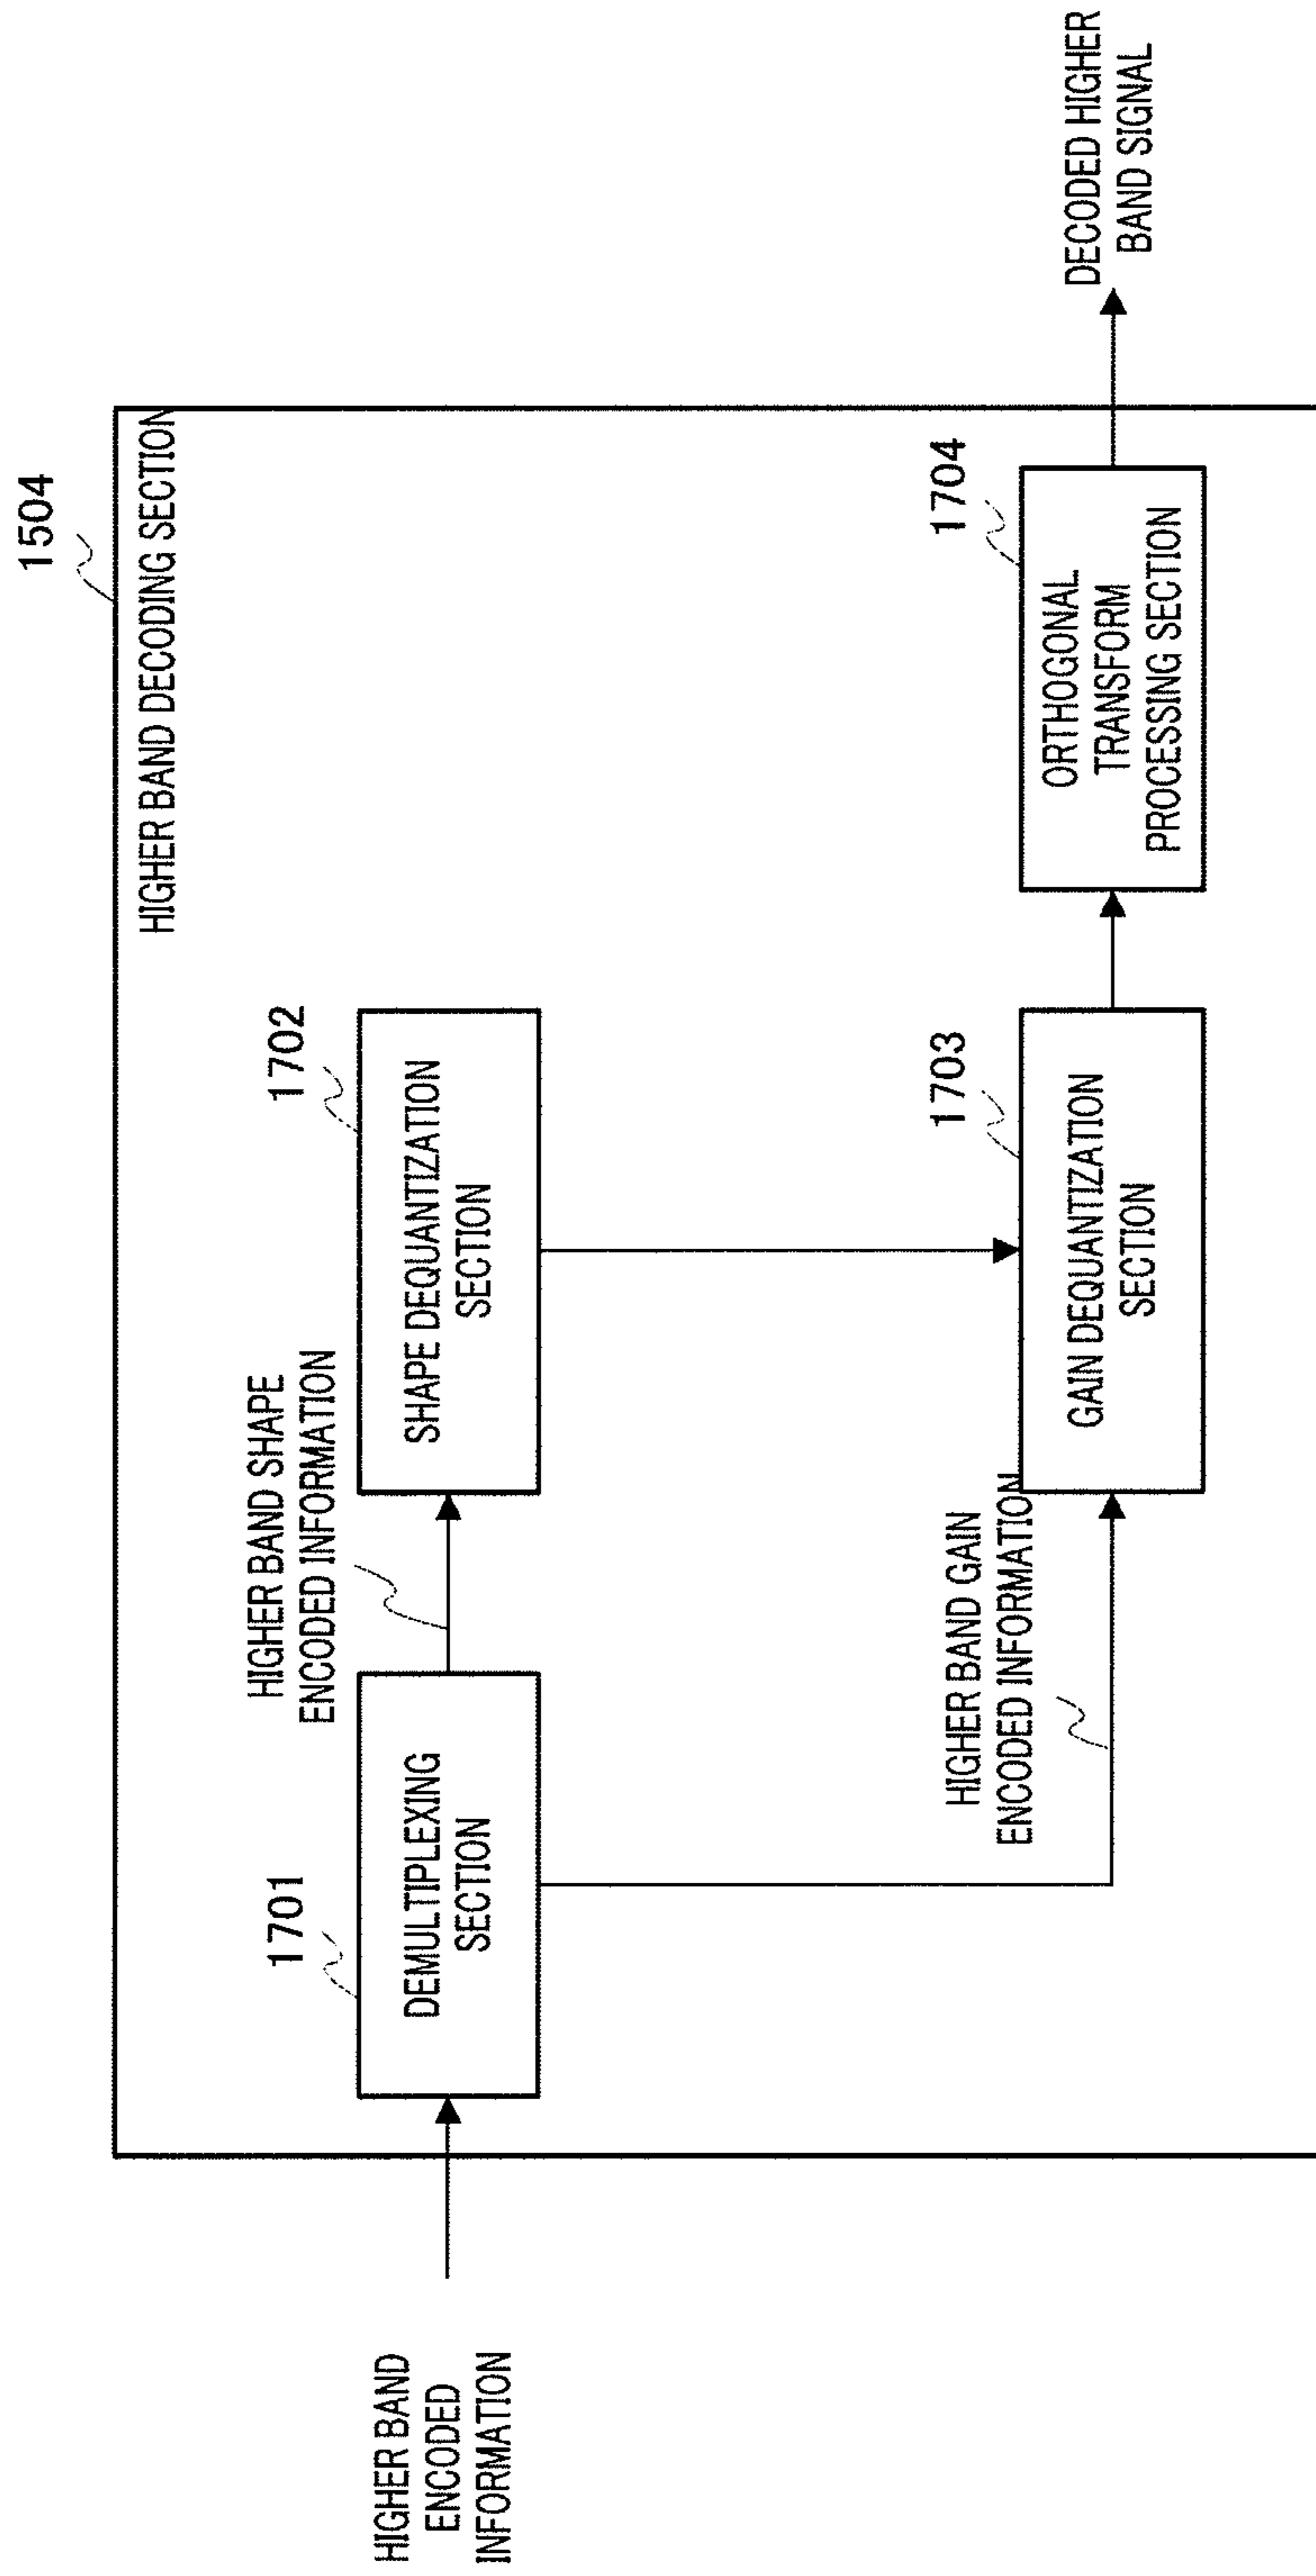 1504
HIGHER BAND DECODING SECTION
HIGHER BAND
ENCODED
INFORMATION
1701
DEMULTIPLEXING
SECTION
HIGHER BAND SHAPE
ENCODED INFORMATION
1702
SHAPE DEQUANTIZATION
SECTION
HIGHER BAND GAIN
ENCODED INFORMATION
1703
GAIN DEQUANTIZATION
SECTION
1704
ORTHOGONAL
TRANSFORM
PROCESSING SECTION
DECODED HIGHER
BAND SIGNAL